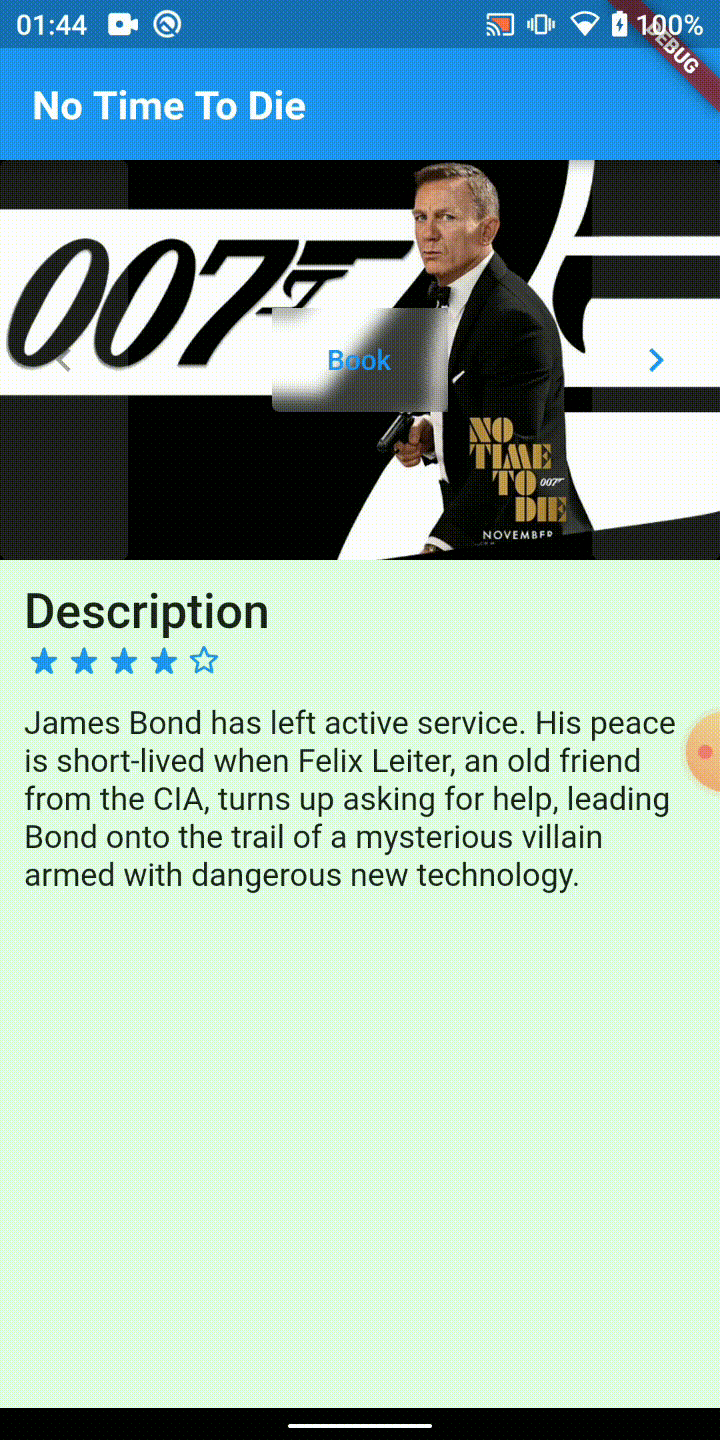 01:44
100%
DEBUG
No Time To Die
007
Book
NO
TIME
TO 007
DIE
NOVEMBER
Description
James Bond has left active service. His peace
is short-lived when Felix Leiter, an old friend
from the CIA, turns up asking for help, leading
Bond onto the trail of a mysterious villain
armed with dangerous new technology.